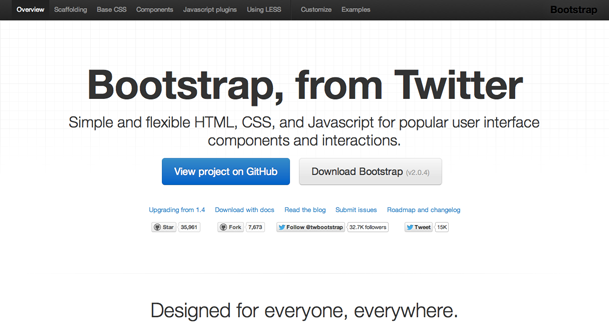 Overview Scaffolding Base CSS Components Javascript plugins Using LESS Customize Examples Bootstrap
Bootstrap, from Twitter
Simple and flexible HTML, CSS, and Javascript for popular user interface
components and interactions.
View project on GitHub Download Bootstrap (v2.0.4)
Upgrading from 1.4 Download with docs Read the blog Submit issues Roadmap and changelog
Star 35,961 Fork 7,673 Follow @twbootstrap 32.7K followers Tweet 15K
Designed for everyone, everywhere.